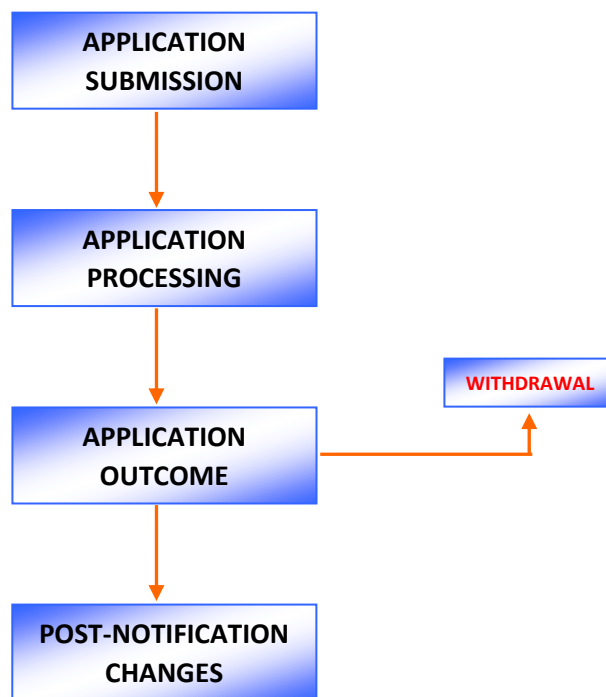 APPLICATION
SUBMISSION
APPLICATION
PROCESSING
WITHDRAWAL
APPLICATION
OUTCOME
POST-NOTIFICATION
CHANGES